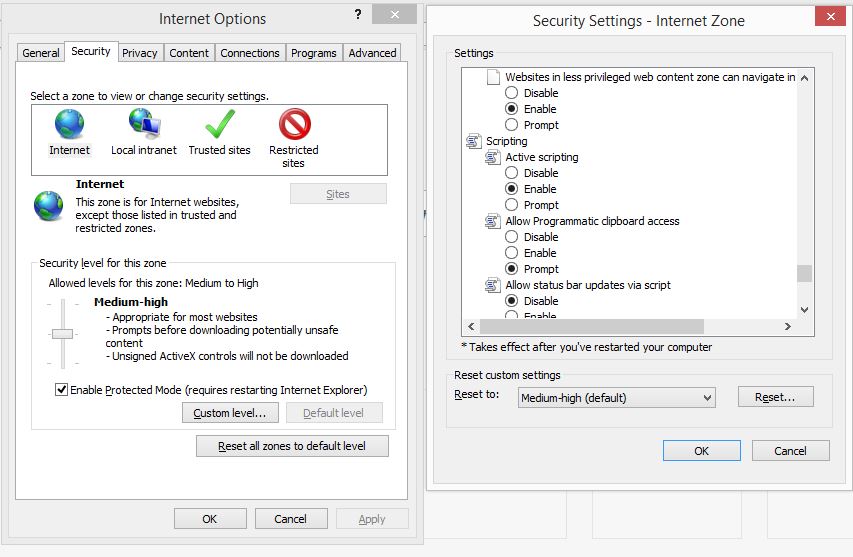 Internet Options
?
General Security Privacy Content Connections Programs Advanced
Select a zone to view or change security settings.
Internet
Local intranet
Trusted sites
Restricted
sites
Internet
This zone is for Internet websites,
except those listed in trusted and
restricted zones.
Sites
Security level for this zone
Allowed levels for this zone: Medium to High
Medium-high
- Appropriate for most websites
- Prompts before downloading potentially unsafe
content
- Unsigned ActiveX controls will not be downloaded
Enable Protected Mode (requires restarting Internet Explorer)
Custom level...
Default level
Reset all zones to default level
OK
Cancel
Apply
Security Settings - Internet Zone
Settings
Websites in less privileged web content zone can navigate in
Disable
Enable
Prompt
Scripting
Active scripting
Disable
Enable
Prompt
Allow Programmatic clipboard access
Disable
Enable
Prompt
Allow status bar updates via script
Disable
Enable
*Takes effect after you've restarted your computer
Reset custom settings
Reset to:
Medium-high (default)
Reset...
OK
Cancel